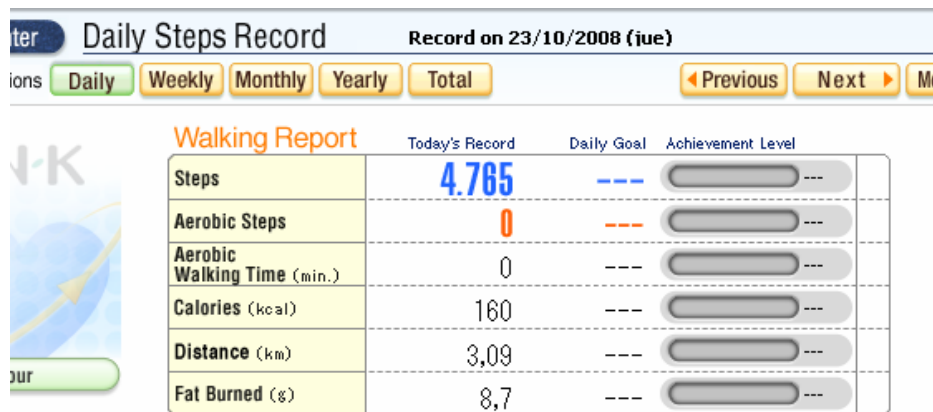 ter Daily Steps Record Record on 23/10/2008 (jue)
ions Daily Weekly Monthly Yearly Total Previous Next M
Walking Report Today's Record Daily Goal Achievement Level
Steps 4.765 --- ---
Aerobic Steps 0 --- ---
Aerobic
Walking Time (min.) 0 --- ---
Calories (kcal) 160 --- ---
Distance (km) 3,09 --- ---
Fat Burned (g) 8,7 --- ---
N-K
our